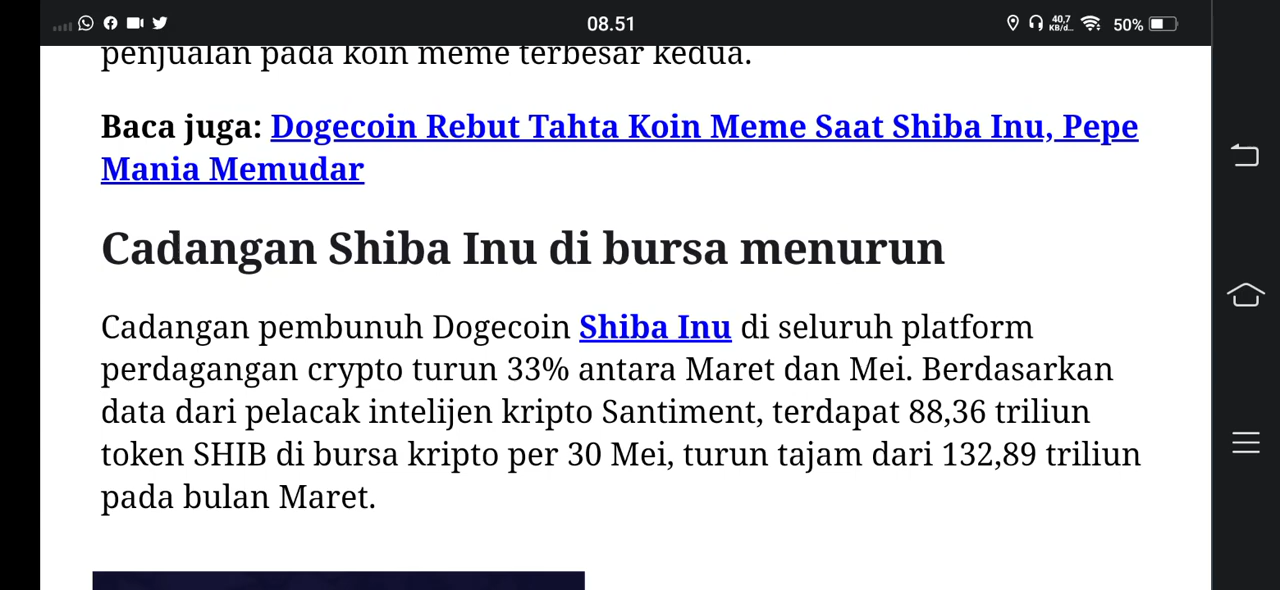 08.51
40,7
KB/d...
50%
penjualan pada koin meme terbesar kedua.
Baca juga: Dogecoin Rebut Tahta Koin Meme Saat Shiba Inu, Pepe
Mania Memudar
Cadangan Shiba Inu di bursa menurun
Cadangan pembunuh Dogecoin Shiba Inu di seluruh platform
perdagangan crypto turun 33% antara Maret dan Mei. Berdasarkan
data dari pelacak intelijen kripto Santiment, terdapat 88,36 triliun
token SHIB di bursa kripto per 30 Mei, turun tajam dari 132,89 triliun
pada bulan Maret.